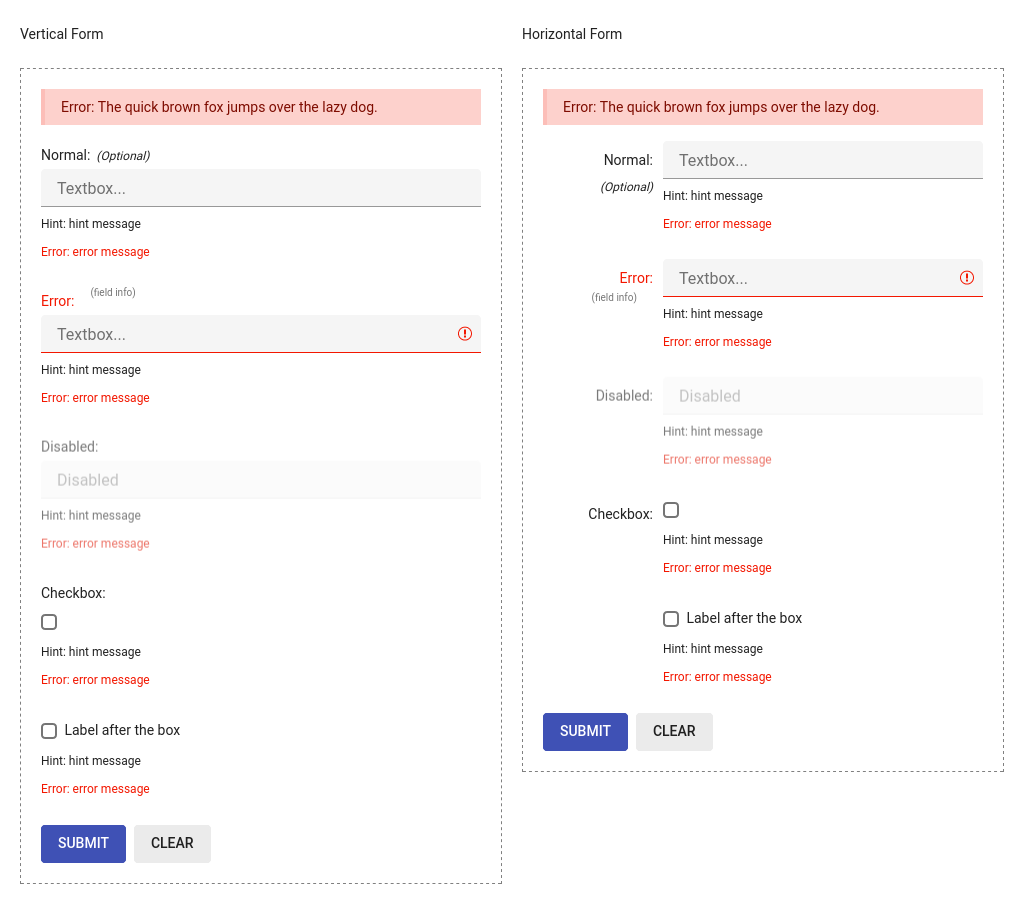 Vertical Form
Error: The quick brown fox jumps over the lazy dog.
Normal: (Optional)
Textbox...
Hint: hint message
Error: error message
Error: (field info)
Textbox...
Hint: hint message
Error: error message
Disabled:
Disabled
Hint: hint message
Error: error message
Checkbox:
Hint: hint message
Error: error message
Label after the box
Hint: hint message
Error: error message
SUBMIT CLEAR
Horizontal Form
Error: The quick brown fox jumps over the lazy dog.
Normal: Textbox...
(Optional) Hint: hint message
Error: error message
Error: Textbox...
(field info) Hint: hint message
Error: error message
Disabled: Disabled
Hint: hint message
Error: error message
Checkbox:
Hint: hint message
Error: error message
Label after the box
Hint: hint message
Error: error message
SUBMIT CLEAR